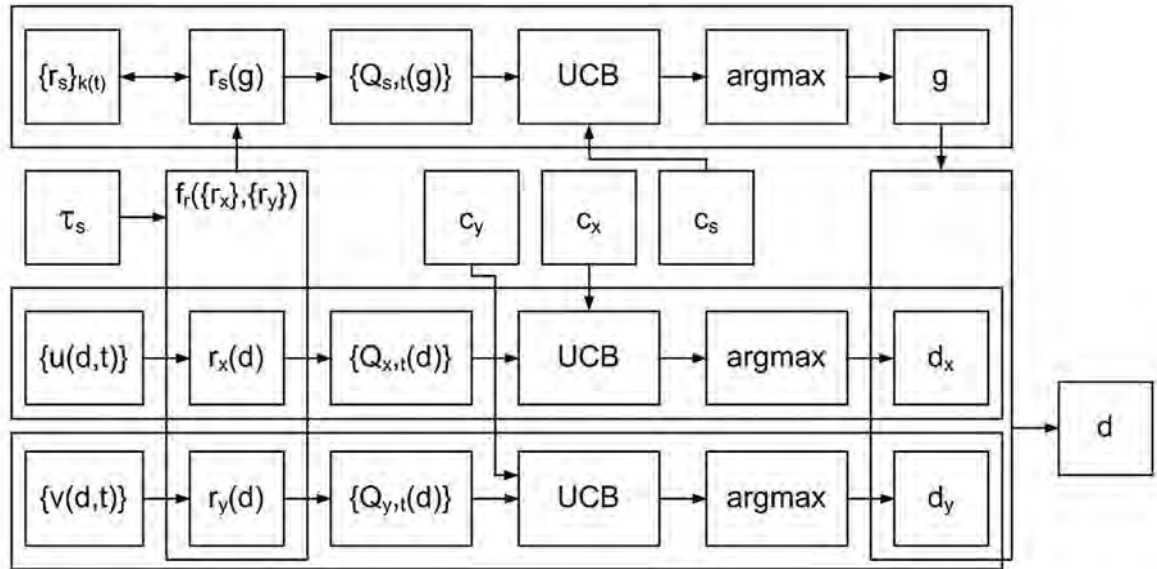 {r_s}_k(t) r_s(g) {Q_s,t(g)} UCB argmax g
τ_s f_r({r_x},{r_y}) c_y c_x c_s
{u(d,t)} r_x(d) {Q_x,t(d)} UCB argmax d_x
d
{v(d,t)} r_y(d) {Q_y,t(d)} UCB argmax d_y